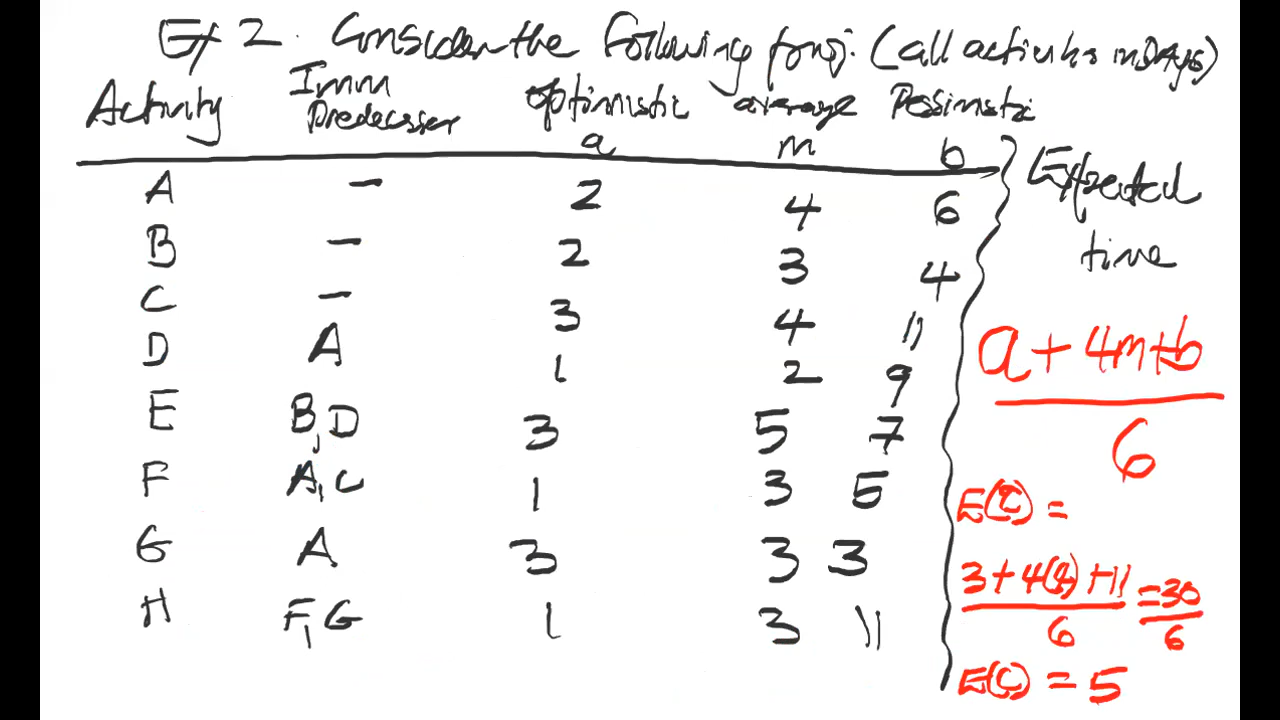 Ex 2. Consider the Following proj. (all activities in Days)
Activity Imm Predecessor optimistic a average m Pessimistic b Expected time
A - 2 4 6
B - 2 3 4
C - 3 4 11
D A 1 2 9
E B, D 3 5 7
F A, C 1 3 5
G A 3 3 3
H F, G 1 3 11
a + 4m + b
6
E(C) =
3 + 4(4) + 11 = 30
6 6
E(C) = 5